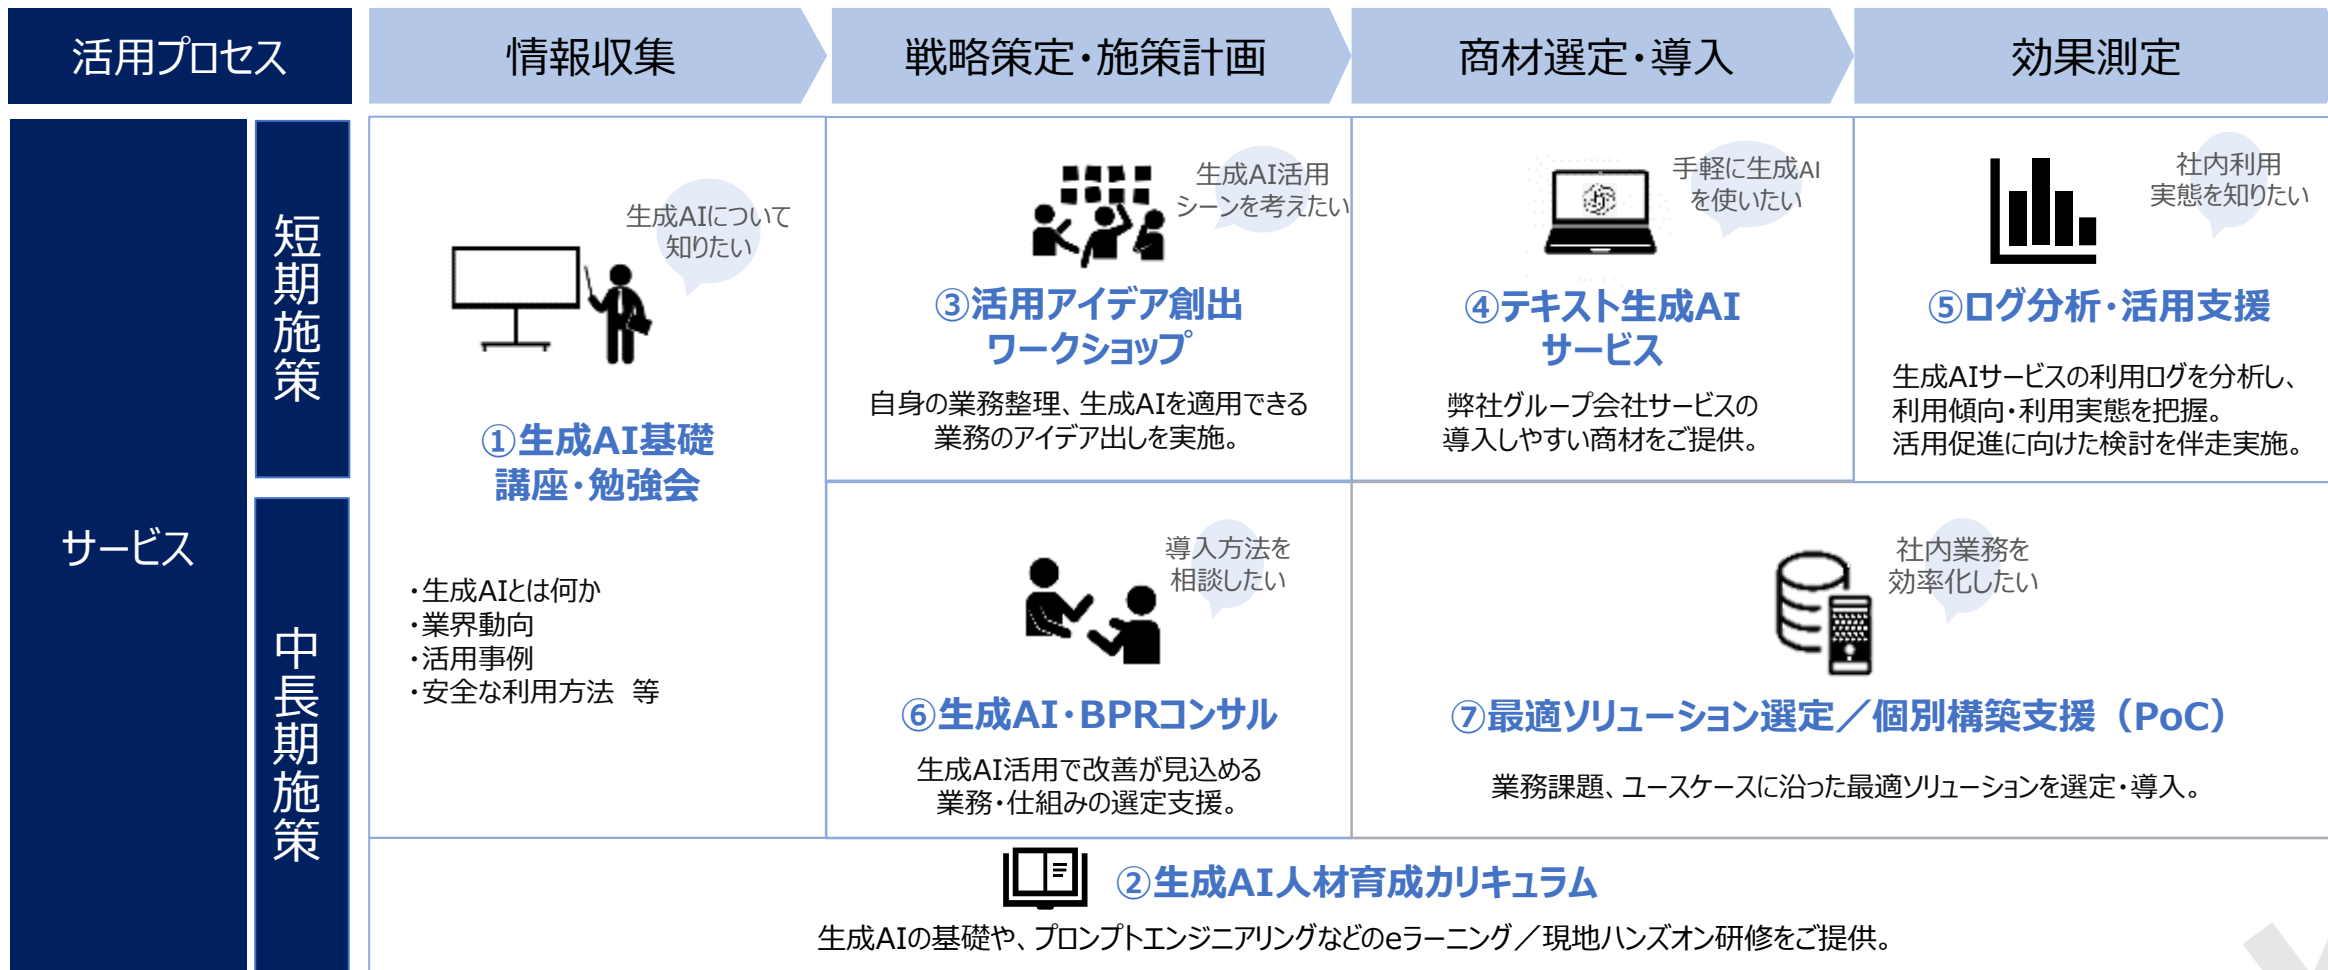 活用プロセス
情報収集
戦略策定・施策計画
商材選定・導入
効果測定
サービス
短期施策
生成AIについて
知りたい
①生成AI基礎
講座・勉強会
・生成AIとは何か
・業界動向
・活用事例
・安全な利用方法　等
生成AI活用
シーンを考えたい
③活用アイデア創出
ワークショップ
自身の業務整理、生成AIを適用できる
業務のアイデア出しを実施。
手軽に生成AI
を使いたい
④テキスト生成AI
サービス
弊社グループ会社サービスの
導入しやすい商材をご提供。
社内利用
実態を知りたい
⑤ログ分析・活用支援
生成AIサービスの利用ログを分析し、
利用傾向・利用実態を把握。
活用促進に向けた検討を伴走実施。
中長期施策
導入方法を
相談したい
⑥生成AI・BPRコンサル
生成AI活用で改善が見込める
業務・仕組みの選定支援。
社内業務を
効率化したい
⑦最適ソリューション選定／個別構築支援（PoC）
業務課題、ユースケースに沿った最適ソリューションを選定・導入。
②生成AI人材育成カリキュラム
生成AIの基礎や、プロンプトエンジニアリングなどのeラーニング／現地ハンズオン研修をご提供。